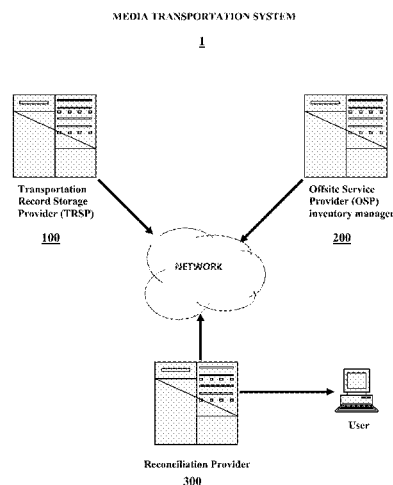 MEDIA TRANSPORTATION SYSTEM
1
Transportation
Record Storage
Provider (TRSP)
100
Offsite Service
Provider (OSP)
inventory manager
200
NETWORK
User
Reconciliation Provider
300